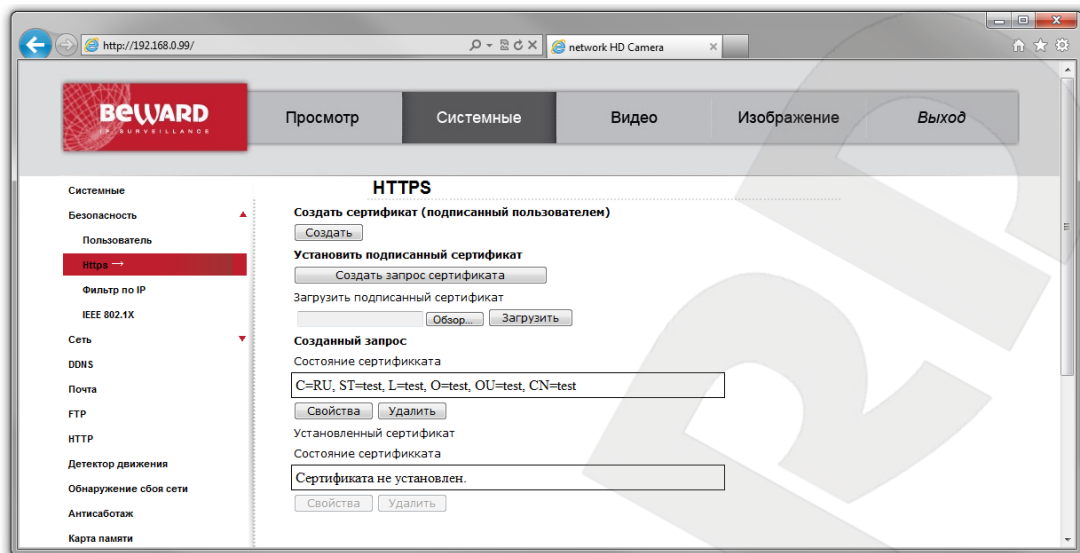 http://192.168.0.99/
network HD Camera
BEWARD
IP SURVEILLANCE
Просмотр
Системные
Видео
Изображение
Выход
Системные
Безопасность
Пользователь
Https →
Фильтр по IP
IEEE 802.1X
Сеть
DDNS
Почта
FTP
HTTP
Детектор движения
Обнаружение сбоя сети
Антисаботаж
Карта памяти
HTTPS
Создать сертификат (подписанный пользователем)
Создать
Установить подписанный сертификат
Создать запрос сертификата
Загрузить подписанный сертификат
Обзор... Загрузить
Созданный запрос
Состояние сертификката
C=RU, ST=test, L=test, O=test, OU=test, CN=test
Свойства Удалить
Установленный сертификат
Состояние сертификката
Сертификата не установлен.
Свойства Удалить